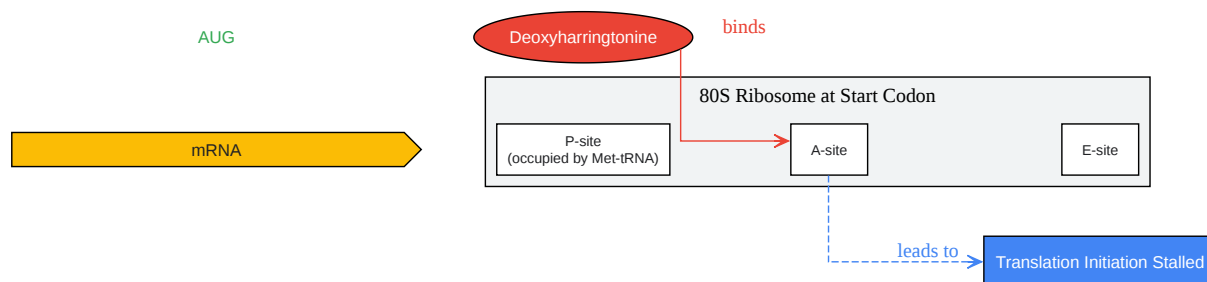 AUG
Deoxyharringtonine
binds
80S Ribosome at Start Codon
mRNA
P-site
(occupied by Met-tRNA)
A-site
E-site
leads to
Translation Initiation Stalled